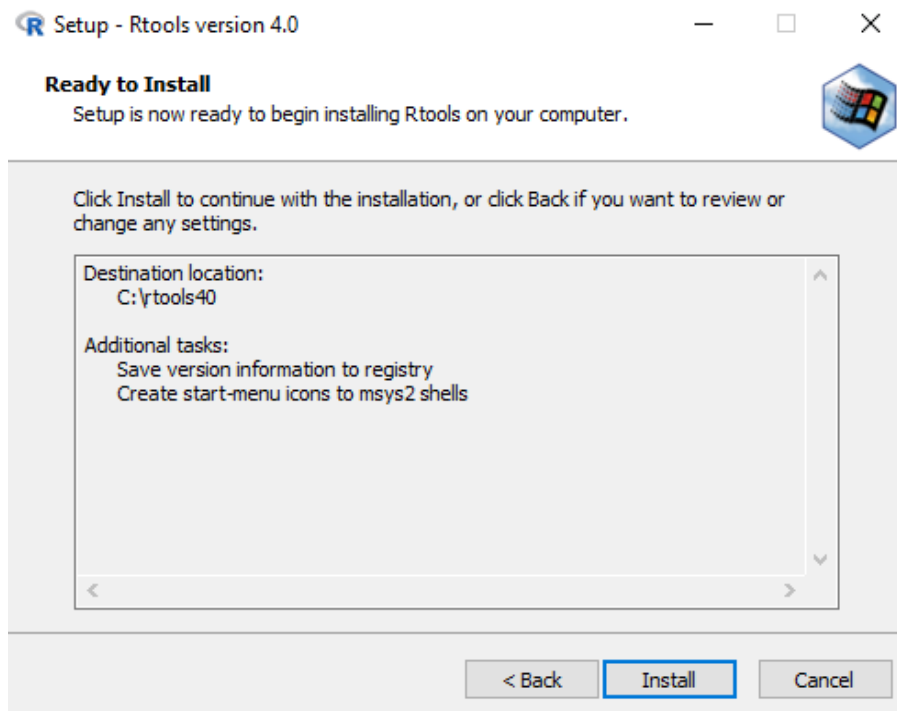 Setup - Rtools version 4.0
Ready to Install
Setup is now ready to begin installing Rtools on your computer.
Click Install to continue with the installation, or click Back if you want to review or
change any settings.
Destination location:
C:\rtools40
Additional tasks:
Save version information to registry
Create start-menu icons to msys2 shells
< Back
Install
Cancel